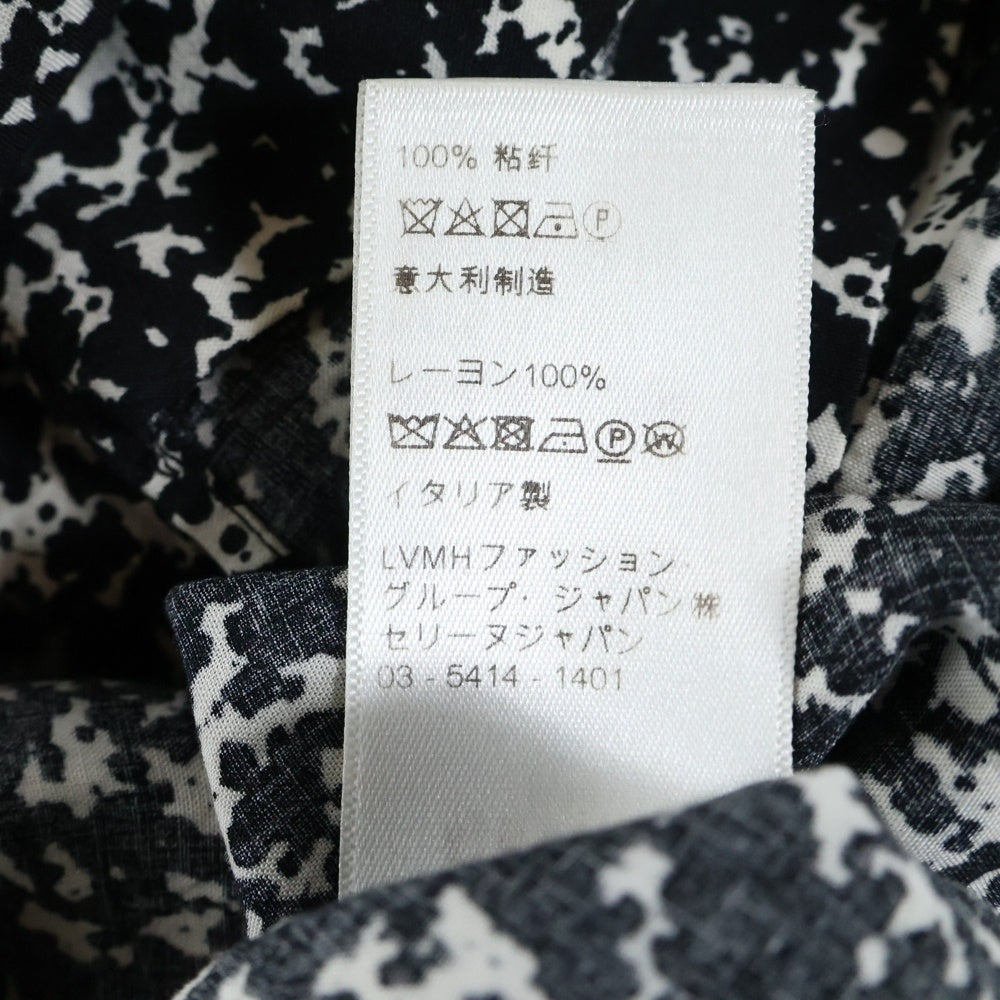 100% 粘纤
P
意大利制造
レーヨン100%
P W
イタリア製
LVMHファッション
グループ・ジャパン㈱
セリーヌジャパン
03 - 5414 - 1401